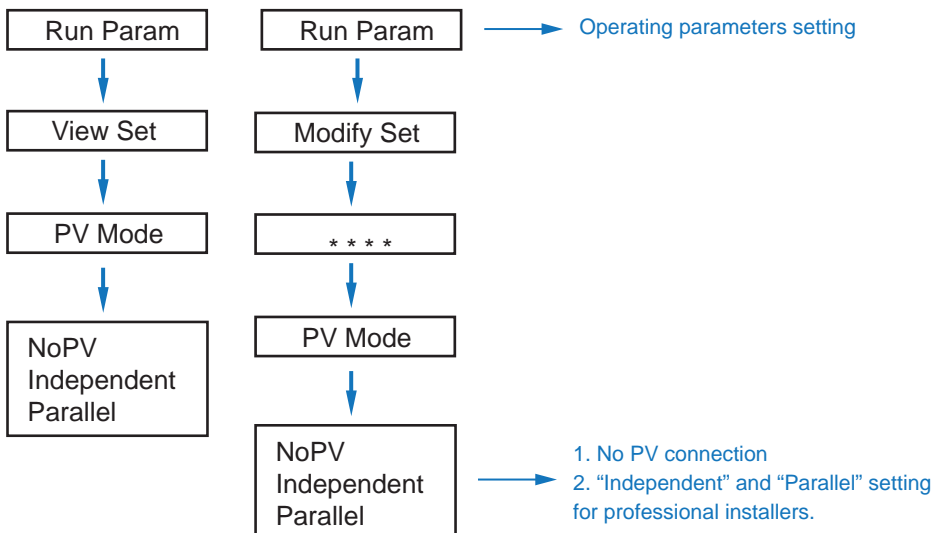 Run Param
View Set
PV Mode
NoPV
Independent
Parallel
Run Param
Operating parameters setting
Modify Set
* * * *
PV Mode
NoPV
Independent
Parallel
1. No PV connection
2. “Independent” and “Parallel” setting
for professional installers.